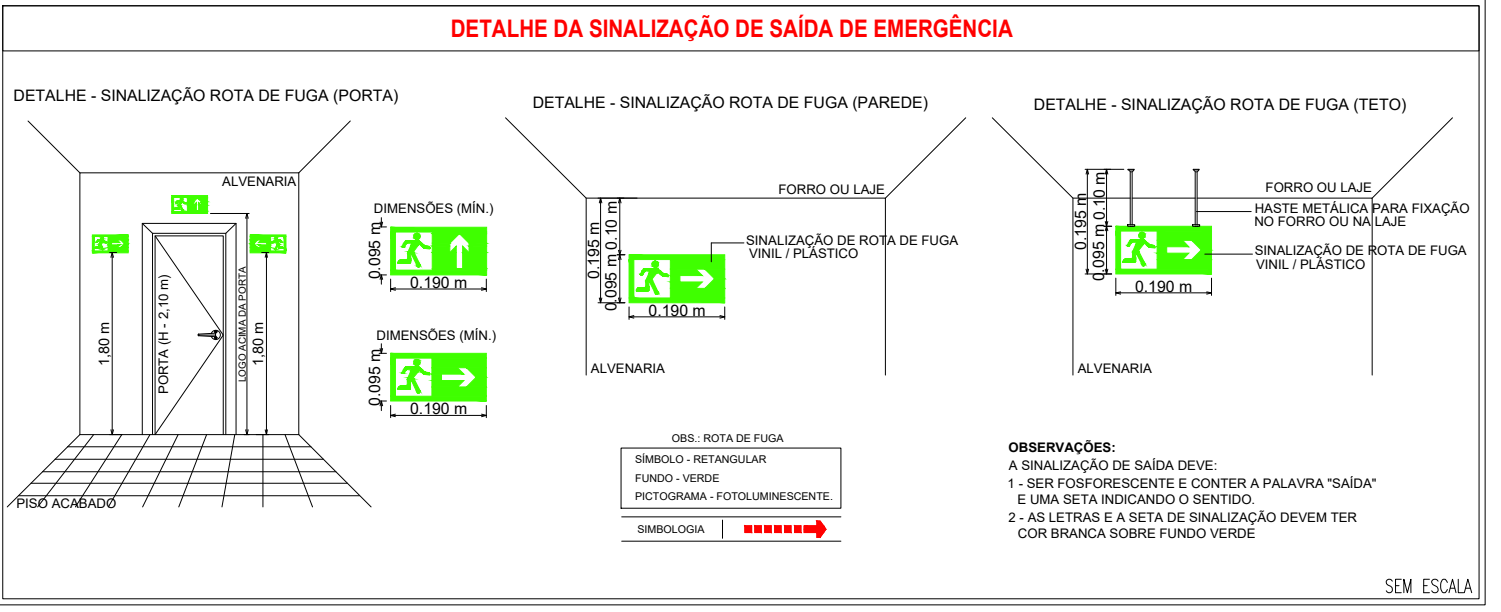 DETALHE DA SINALIZAÇÃO DE SAÍDA DE EMERGÊNCIA
DETALHE - SINALIZAÇÃO ROTA DE FUGA (PORTA)
ALVENARIA
1,80 m
PORTA (H - 2,10 m)
LOGO ACIMA DA PORTA
1,80 m
PISO ACABADO
DIMENSÕES (MÍN.)
0.095 m
0.190 m
DIMENSÕES (MÍN.)
0.095 m
0.190 m
DETALHE - SINALIZAÇÃO ROTA DE FUGA (PAREDE)
FORRO OU LAJE
0.195 m
0.10 m
0.095 m
0.190 m
SINALIZAÇÃO DE ROTA DE FUGA
VINIL / PLÁSTICO
ALVENARIA
DETALHE - SINALIZAÇÃO ROTA DE FUGA (TETO)
FORRO OU LAJE
HASTE METÁLICA PARA FIXAÇÃO
NO FORRO OU NA LAJE
0.195 m
0.10 m
0.095 m
0.190 m
SINALIZAÇÃO DE ROTA DE FUGA
VINIL / PLÁSTICO
ALVENARIA
OBS.: ROTA DE FUGA
SÍMBOLO - RETANGULAR
FUNDO - VERDE
PICTOGRAMA - FOTOLUMINESCENTE.
SIMBOLOGIA
OBSERVAÇÕES:
A SINALIZAÇÃO DE SAÍDA DEVE:
1 - SER FOSFORESCENTE E CONTER A PALAVRA "SAÍDA"
E UMA SETA INDICANDO O SENTIDO.
2 - AS LETRAS E A SETA DE SINALIZAÇÃO DEVEM TER
COR BRANCA SOBRE FUNDO VERDE
SEM ESCALA